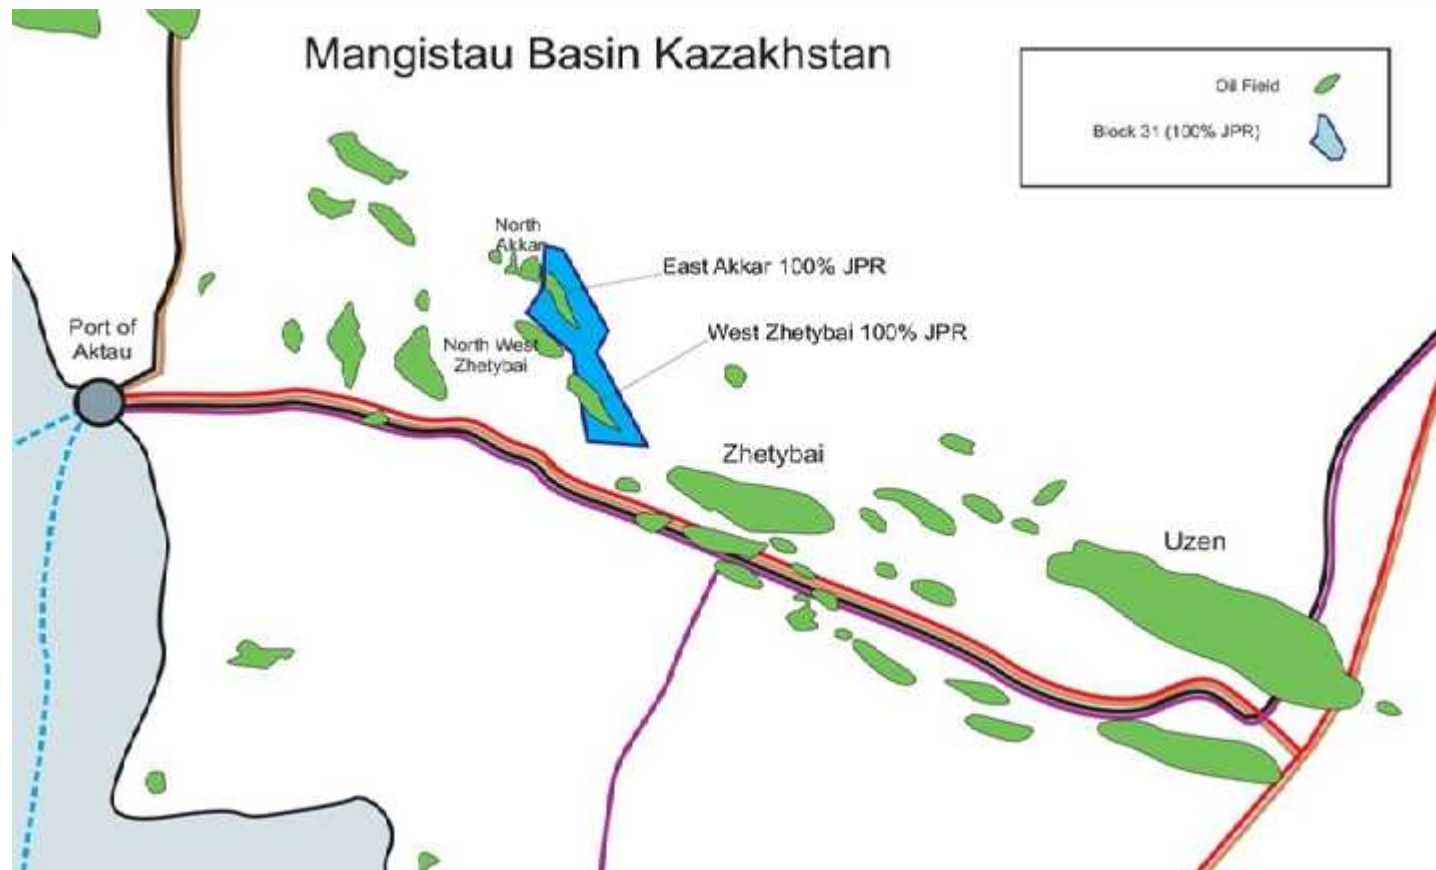 Mangistau Basin Kazakhstan
Oil Field
Block 31 (100% JPR)
North
Akkar
East Akkar 100% JPR
Port of
Aktau
West Zhetybai 100% JPR
North West
Zhetybai
Zhetybai
Uzen